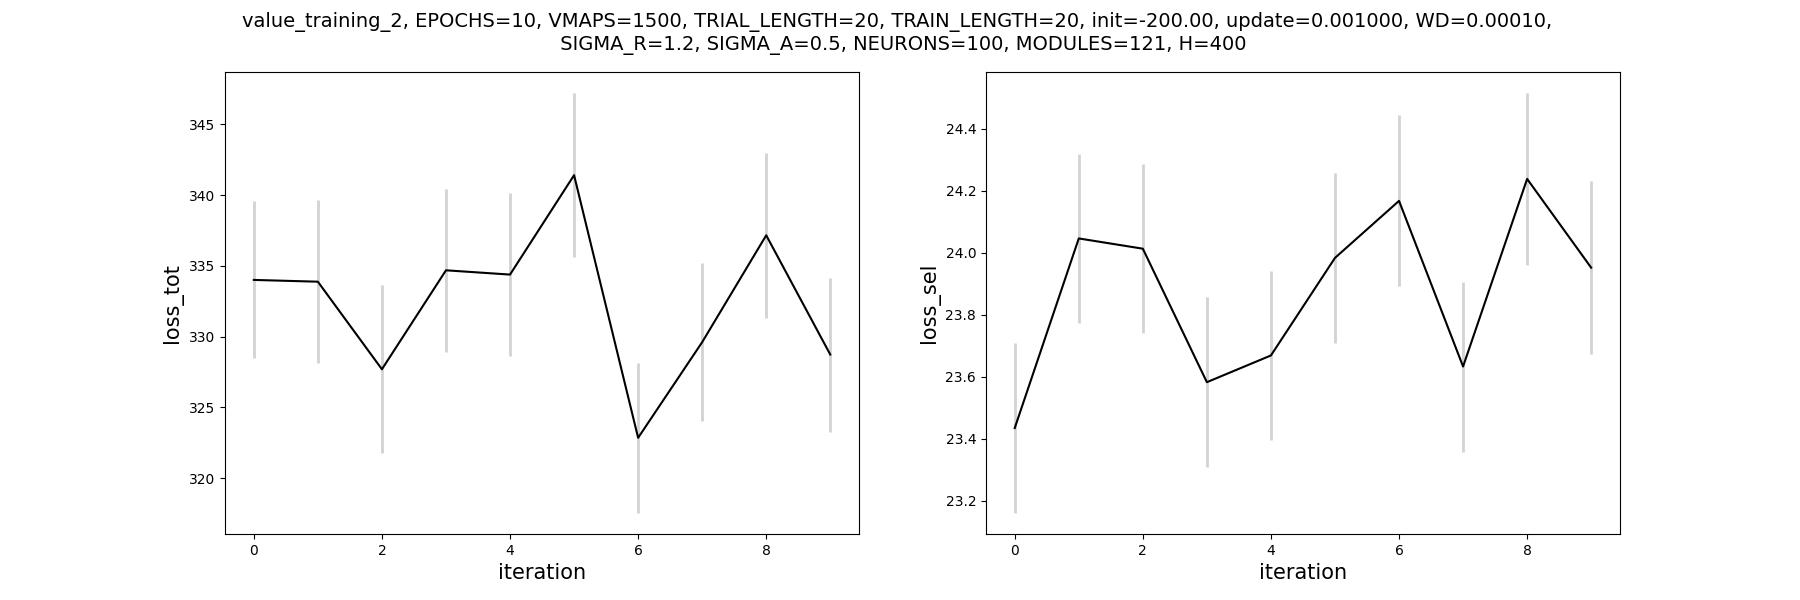 value_training_2, EPOCHS=10, VMAPS=1500, TRIAL_LENGTH=20, TRAIN_LENGTH=20, init=-200.00, update=0.001000, WD=0.00010,
SIGMA_R=1.2, SIGMA_A=0.5, NEURONS=100, MODULES=121, H=400
345
340
335
330
325
320
loss_tot
0 2 4 6 8
iteration
24.4
24.2
24.0
23.8
23.6
23.4
23.2
loss_sel
0 2 4 6 8
iteration